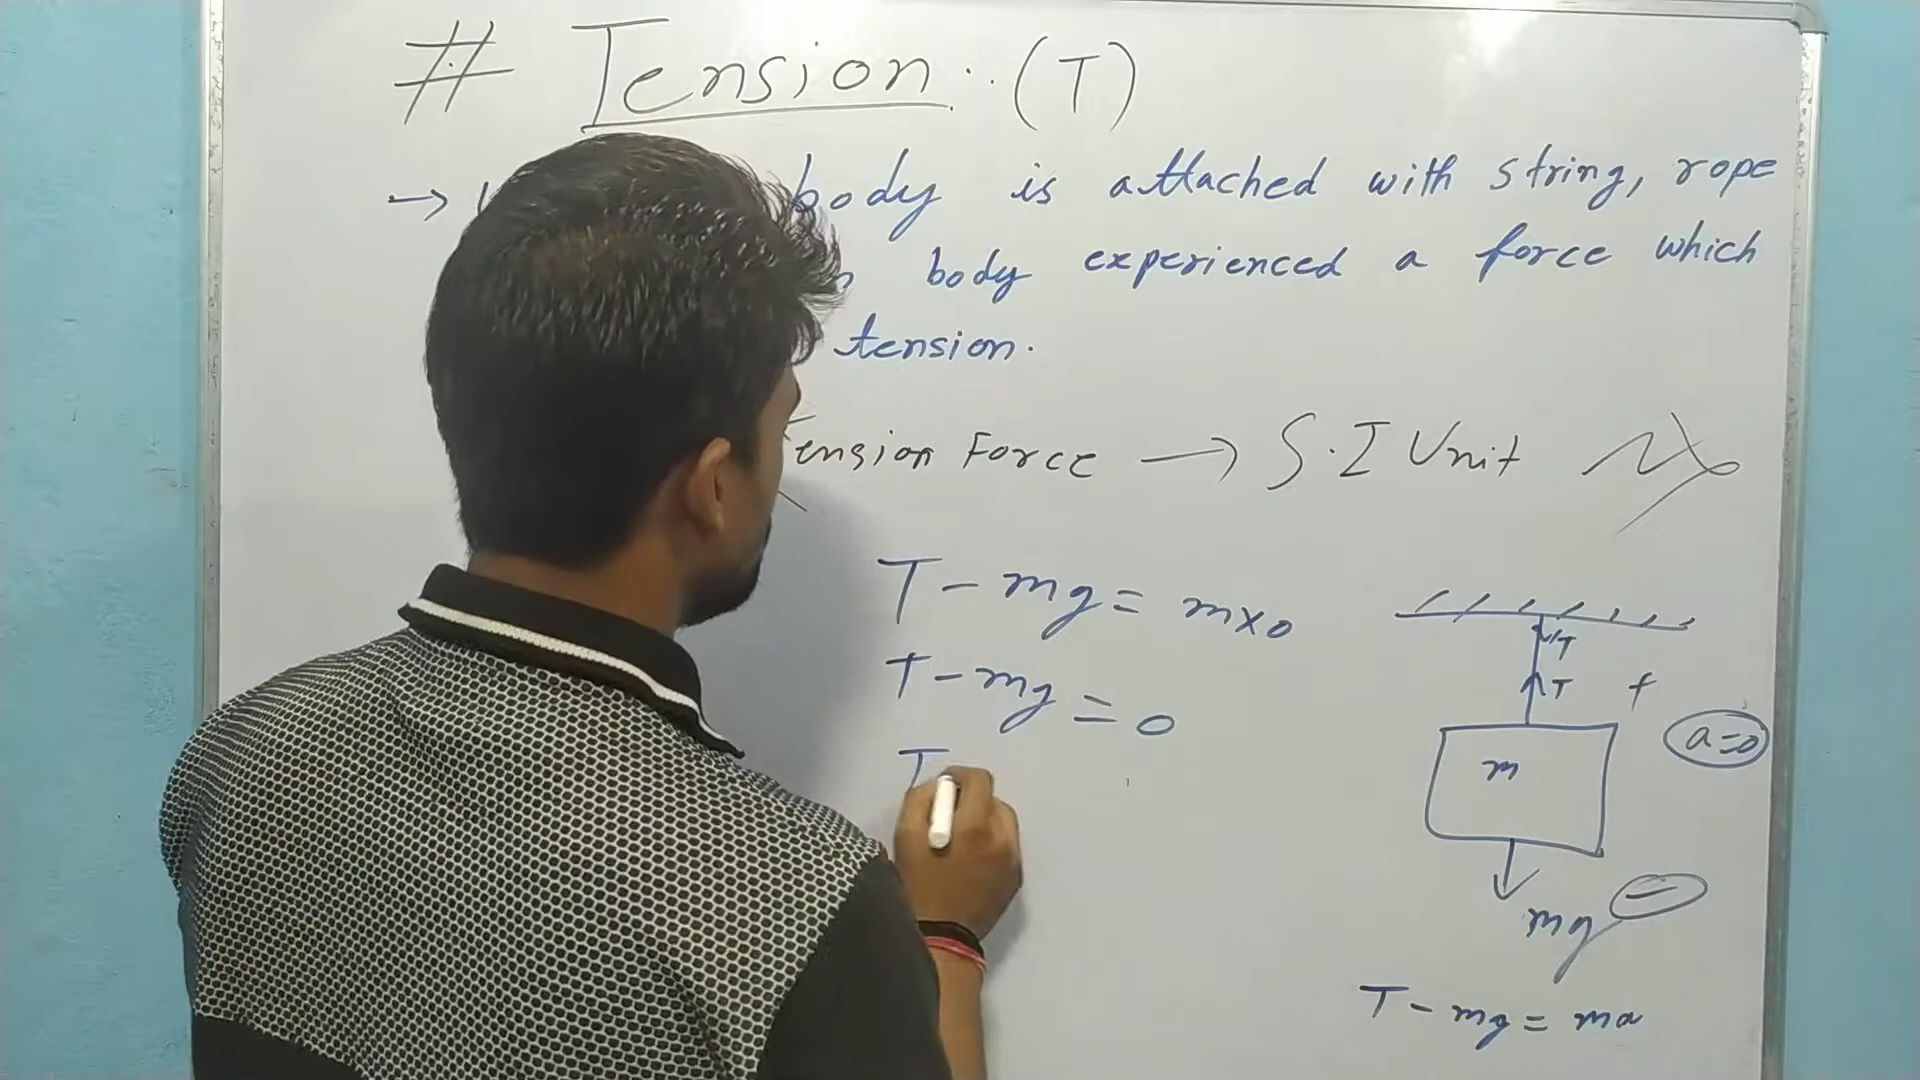 # Tension :- (T)
→ body is attached with string, rope
body experienced a force which
tension.
Tension Force → S.I Unit N
T - mg = m×0
T - mg = 0
T
T
T +
a=0
m
mg -
T - mg = ma